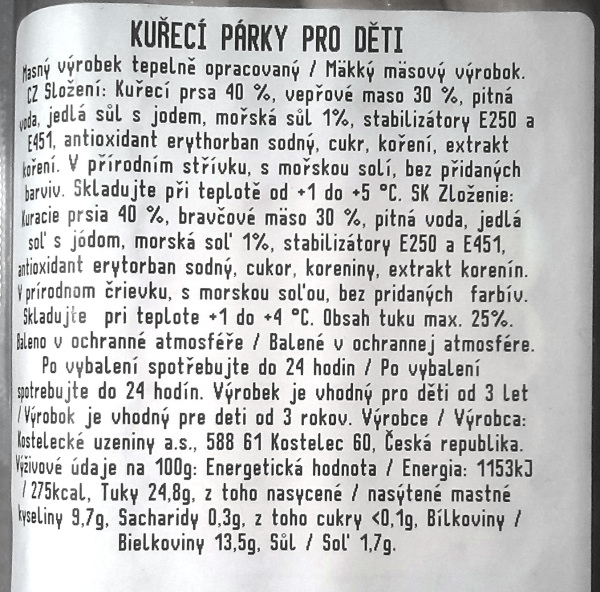 KUŘECÍ PÁRKY PRO DĚTI
Masný výrobek tepelně opracovaný / Mäkký mäsový výrobok.
CZ Složení: Kuřecí prsa 40 %, vepřové maso 30 %, pitná
voda, jedlá sůl s jodem, mořská sůl 1%, stabilizátory E250 a
E451, antioxidant erythorban sodný, cukr, koření, extrakt
koření. V přírodním střívku, s mořskou solí, bez přidaných
barviv. Skladujte při teplotě od +1 do +5 °C. SK Zloženie:
Kuracie prsia 40 %, bravčové mäso 30 %, pitná voda, jedlá
soľ s jódom, morská soľ 1%, stabilizátory E250 a E451,
antioxidant erytorban sodný, cukor, koreniny, extrakt korenín.
V prírodnom črievku, s morskou soľou, bez pridaných farbív.
Skladujte pri teplote +1 do +4 °C. Obsah tuku max. 25%.
Baleno v ochranné atmosféře / Balené v ochrannej atmosfére.
Po vybalení spotřebujte do 24 hodin / Po vybalení
spotrebujte do 24 hodín. Výrobek je vhodný pro děti od 3 let
/ Výrobok je vhodný pre deti od 3 rokov. Výrobce / Výrobca:
Kostelecké uzeniny a.s., 588 61 Kostelec 60, Česká republika.
Výživové údaje na 100g: Energetická hodnota / Energia: 1153kJ
/ 275kcal, Tuky 24,8g, z toho nasycené / nasýtené mastné
kyseliny 9,7g, Sacharidy 0,3g, z toho cukry <0,1g, Bílkoviny /
Bielkoviny 13,5g, Sůl / Soľ 1,7g.